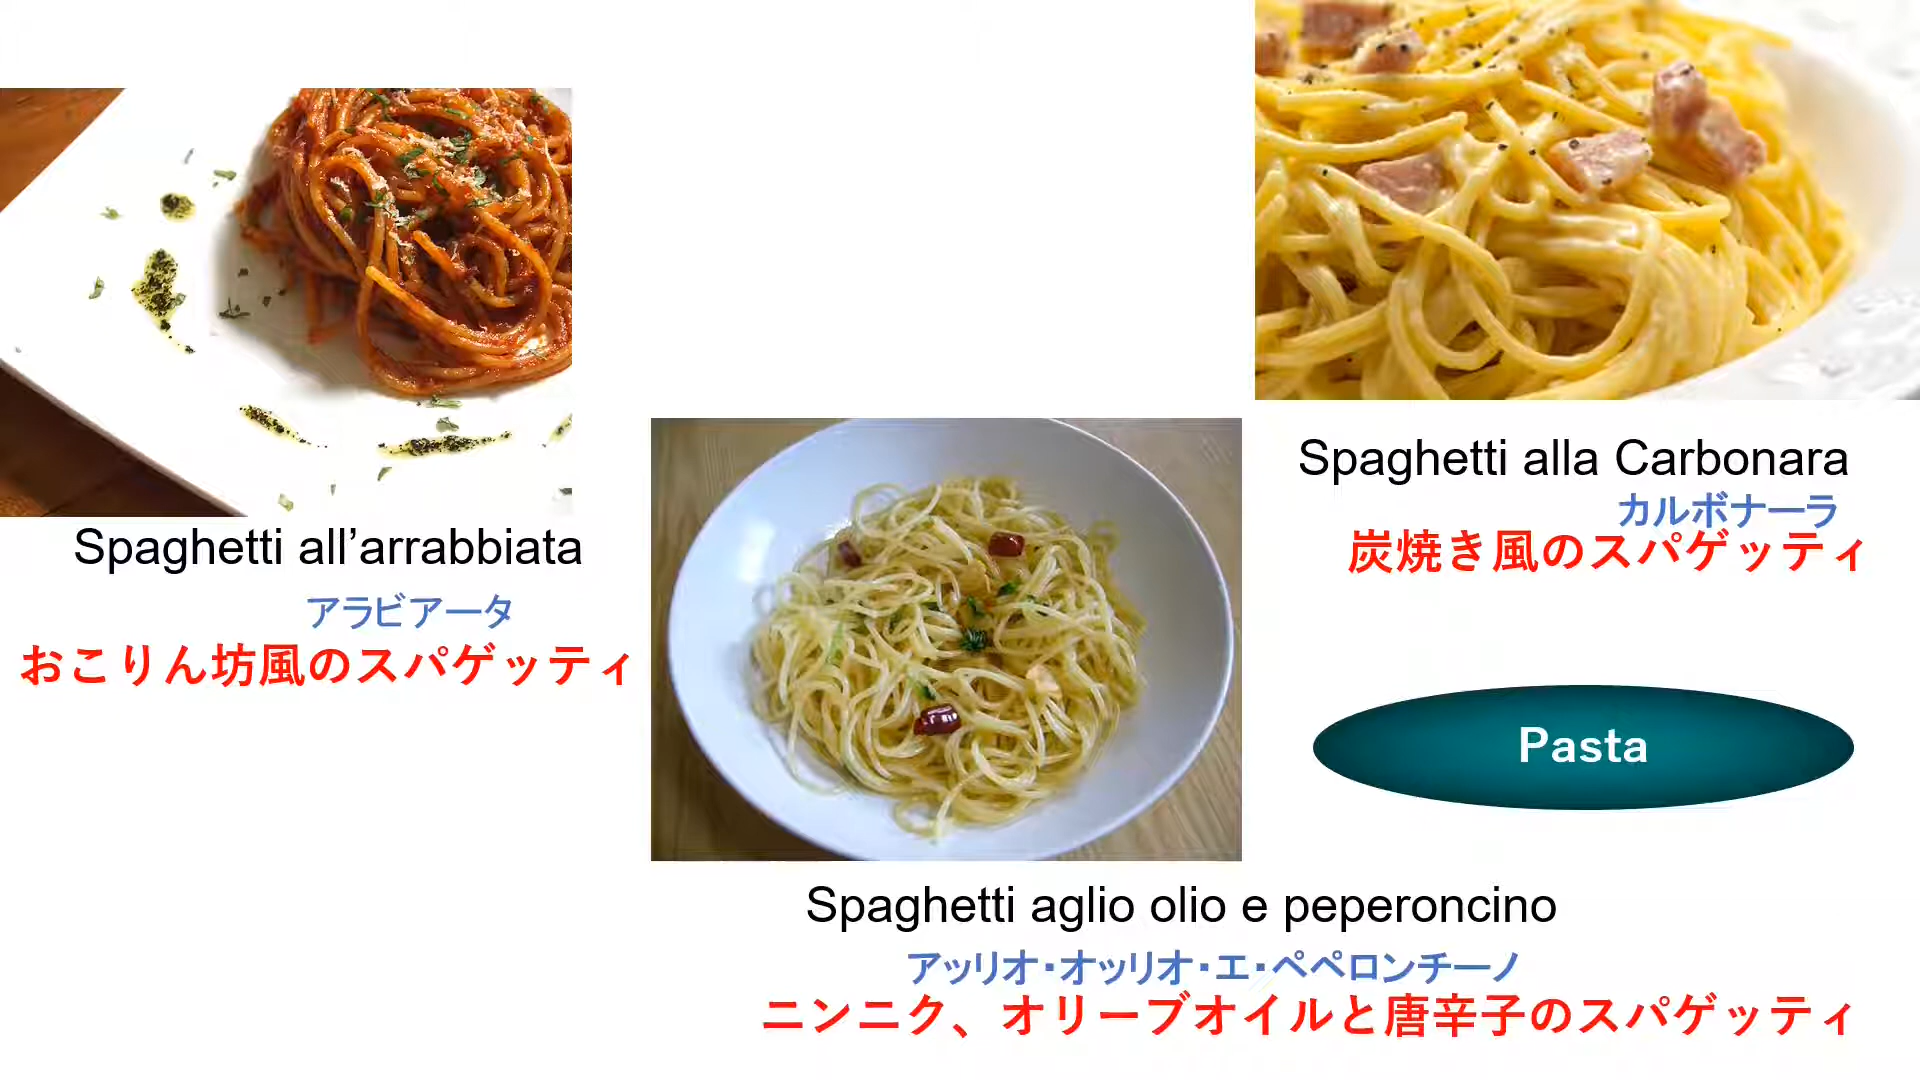 Spaghetti all’arrabbiata
アラビアータ
おこりん坊風のスパゲッティ
Spaghetti alla Carbonara
カルボナーラ
炭焼き風のスパゲッティ
Pasta
Spaghetti aglio olio e peperoncino
アッリオ・オッリオ・エ・ペペロンチーノ
ニンニク、オリーブオイルと唐辛子のスパゲッティ